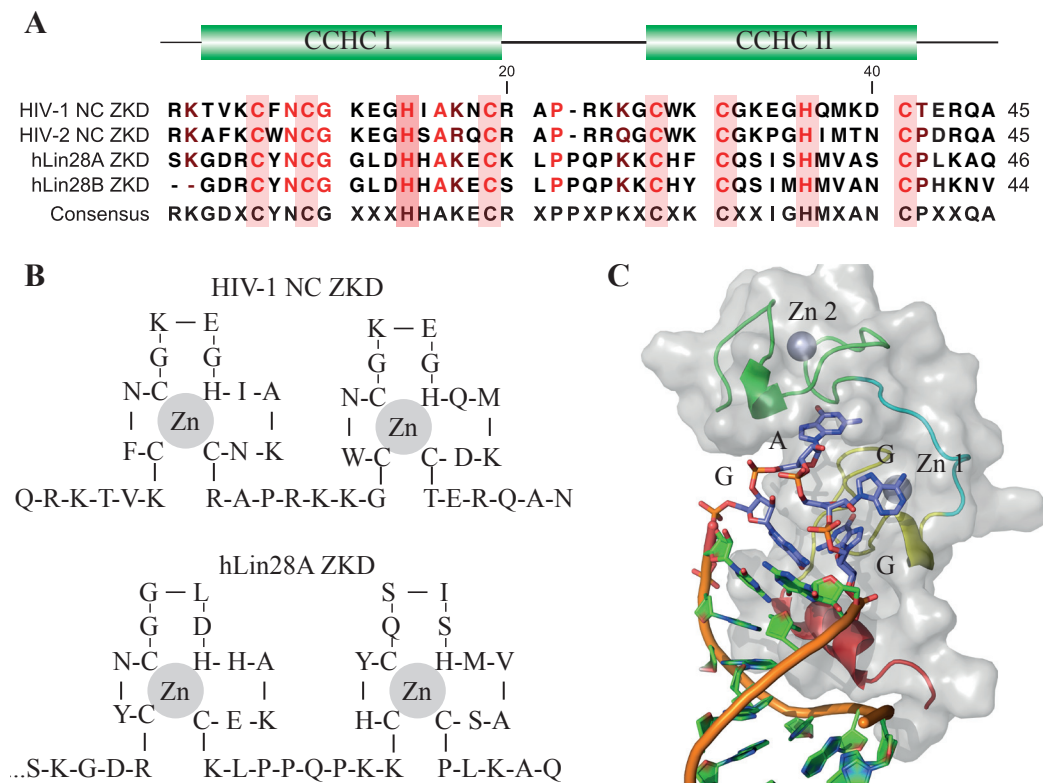 A
CCHC I CCHC II
20 40
HIV-1 NC ZKD RKTVKCFNCG KEGHIAKNCR AP-RKKGCWK CGKEGHQMKD CTERQA 45
HIV-2 NC ZKD RKAFKCWNCG KEGHSARQCR AP-RRQGCWK CGKPGHIMTN CPDRQA 45
hLin28A ZKD SKGDRCYNCG GLDHHAKECK LPPQPKKCHF CQSISHMVAS CPLKAQ 46
hLin28B ZKD --GDRCYNCG GLDHHAKECS LPPQPKKCHY CQSIMHMVAN CPHKNV 44
Consensus RKGDXCYNCG XXXHHAKECR XPPXPKXCXK CXXIGHMXAN CPXXQA
B
HIV-1 NC ZKD
K – E K – E
G G G G
N-C H-I-A N-C H-Q-M
Zn Zn
F-C C-N-K W-C C-D-K
Q-R-K-T-V-K R-A-P-R-K-K-G T-E-R-Q-A-N
hLin28A ZKD
G – L S – I
G D Q S
N-C H-H-A Y-C H-M-V
Zn Zn
Y-C C-E-K H-C C-S-A
...S-K-G-D-R K-L-P-P-Q-P-K-K P-L-K-A-Q
C
Zn 2
A
G
G
Zn 1
G